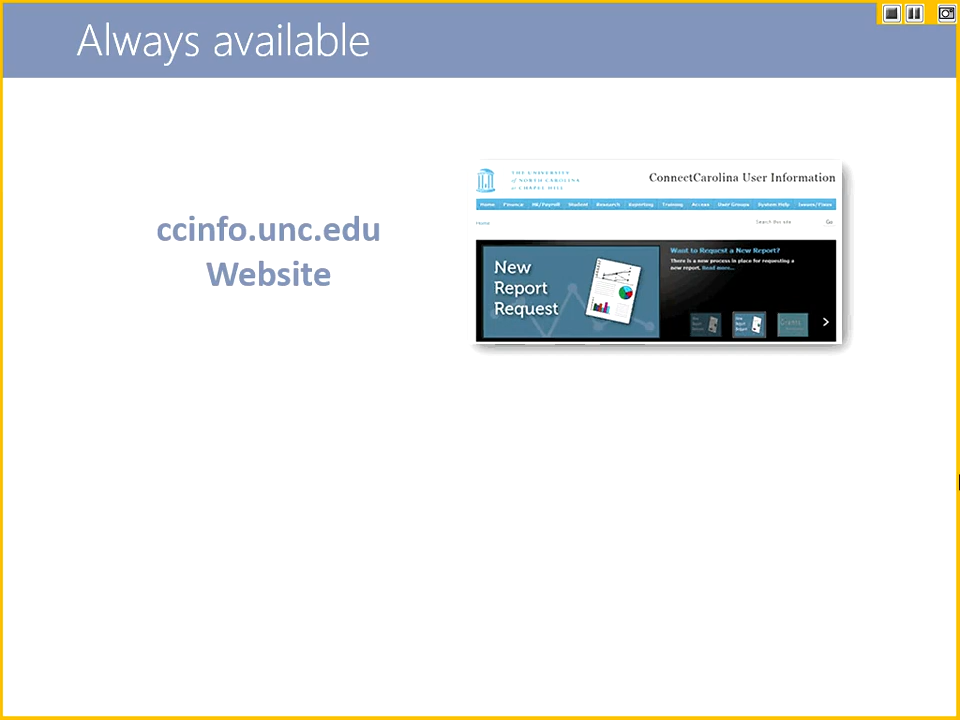 Always available
ccinfo.unc.edu
Website
THE UNIVERSITY
of NORTH CAROLINA
at CHAPEL HILL
ConnectCarolina User Information
Home Finance HR/Payroll Student Research Reporting Training Access User Groups System Help Issues/Fixes
Home
Search this site
Go
New
Report
Request
Want to Request a New Report?
There is a new process in place for requesting a
new report. Read more...